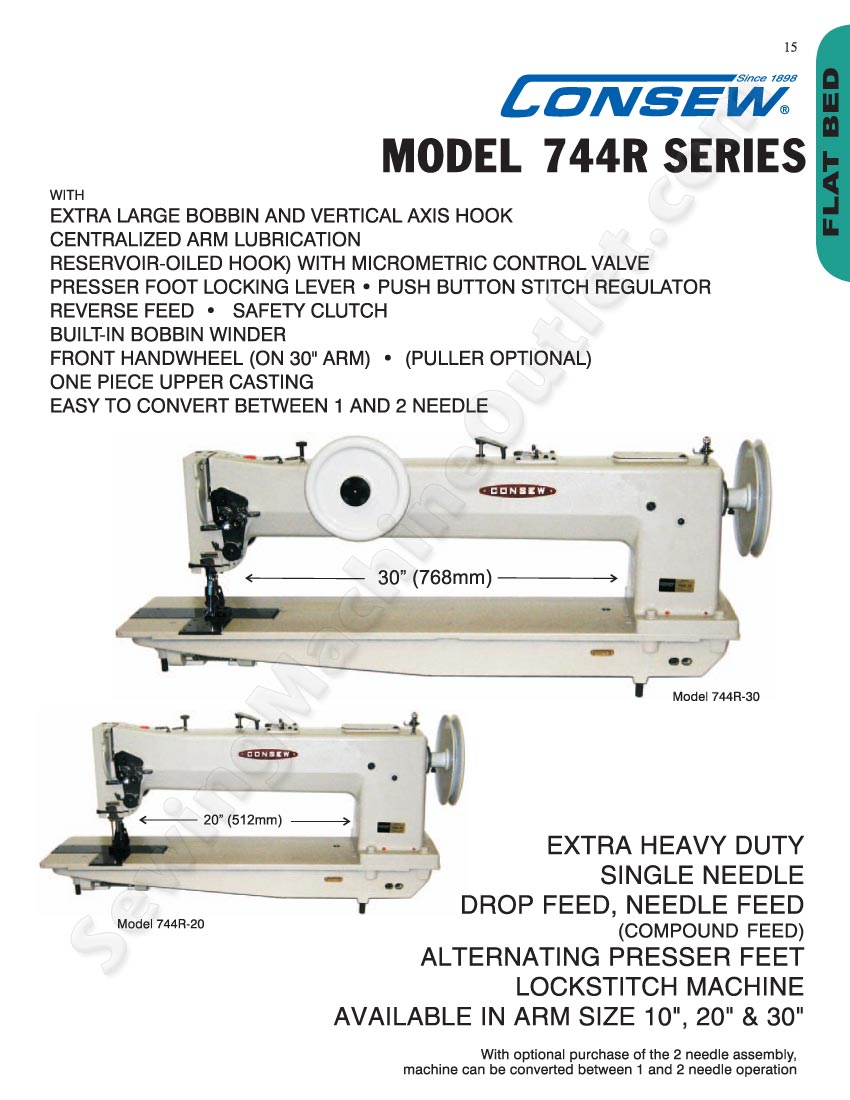 15
FLAT BED
Since 1898
CONSEW®
MODEL 744R SERIES
WITH
EXTRA LARGE BOBBIN AND VERTICAL AXIS HOOK
CENTRALIZED ARM LUBRICATION
RESERVOIR-OILED HOOK) WITH MICROMETRIC CONTROL VALVE
PRESSER FOOT LOCKING LEVER • PUSH BUTTON STITCH REGULATOR
REVERSE FEED • SAFETY CLUTCH
BUILT-IN BOBBIN WINDER
FRONT HANDWHEEL (ON 30" ARM) • (PULLER OPTIONAL)
ONE PIECE UPPER CASTING
EASY TO CONVERT BETWEEN 1 AND 2 NEEDLE
CONSEW
30” (768mm)
Model 744R-30
CONSEW
20” (512mm)
Model 744R-20
EXTRA HEAVY DUTY
SINGLE NEEDLE
DROP FEED, NEEDLE FEED
(COMPOUND FEED)
ALTERNATING PRESSER FEET
LOCKSTITCH MACHINE
AVAILABLE IN ARM SIZE 10", 20" & 30"
With optional purchase of the 2 needle assembly,
machine can be converted between 1 and 2 needle operation
SewingMachineOutlet.com